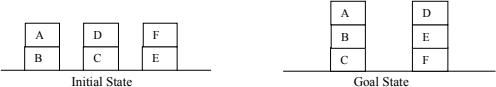 A D F
B C E
Initial State
A D
B E
C F
Goal State